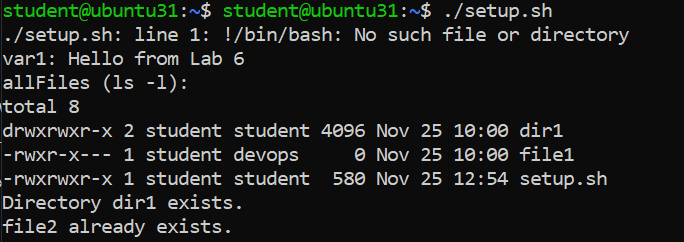 student@ubuntu31:~$ student@ubuntu31:~$ ./setup.sh
./setup.sh: line 1: !/bin/bash: No such file or directory
var1: Hello from Lab 6
allFiles (ls -l):
total 8
drwxrwxr-x 2 student student 4096 Nov 25 10:00 dir1
-rwxr-x--- 1 student devops     0 Nov 25 10:00 file1
-rwxrwxr-x 1 student student  580 Nov 25 12:54 setup.sh
Directory dir1 exists.
file2 already exists.